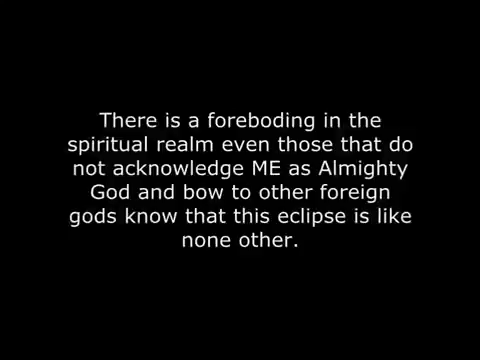 There is a foreboding in the
spiritual realm even those that do
not acknowledge ME as Almighty
God and bow to other foreign
gods know that this eclipse is like
none other.